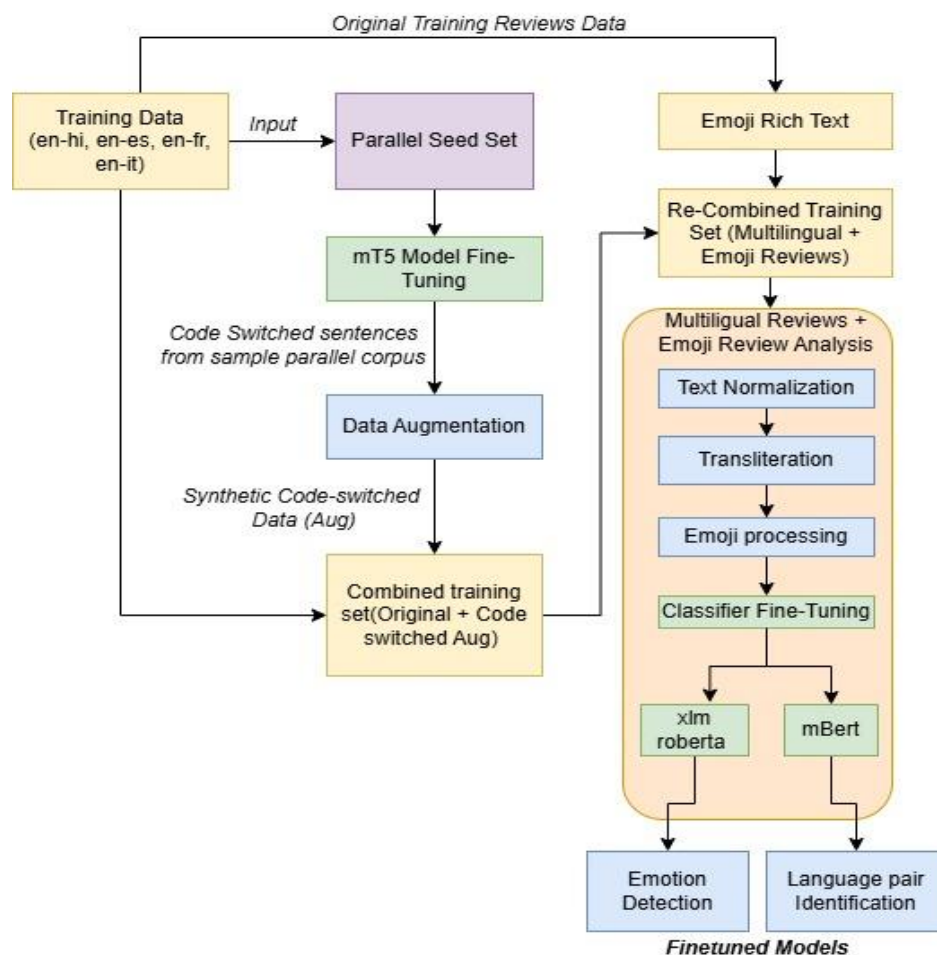 Original Training Reviews Data
Training Data
(en-hi, en-es, en-fr,
en-it)
Input
Parallel Seed Set
Emoji Rich Text
Re-Combined Training
Set (Multilingual +
Emoji Reviews)
mT5 Model Fine-
Tuning
Code Switched sentences
from sample parallel corpus
Data Augmentation
Synthetic Code-switched
Data (Aug)
Combined training
set(Original + Code
switched Aug)
Multiligual Reviews +
Emoji Review Analysis
Text Normalization
Transliteration
Emoji processing
Classifier Fine-Tuning
xlm
roberta
mBert
Emotion
Detection
Language pair
Identification
Finetuned Models